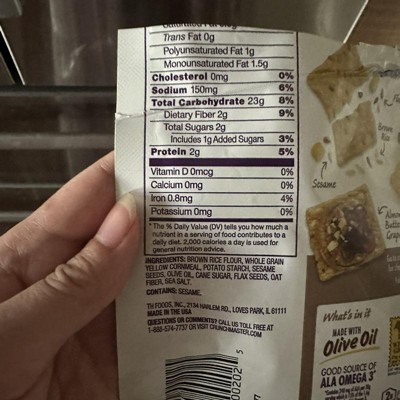 Trans Fat 0g
Polyunsaturated Fat 1g
Monounsaturated Fat 1.5g
Cholesterol 0mg 0%
Sodium 150mg 6%
Total Carbohydrate 23g 8%
Dietary Fiber 2g 9%
Total Sugars 2g
Includes 1g Added Sugars 3%
Protein 2g 5%
Vitamin D 0mcg 0%
Calcium 0mg 0%
Iron 0.8mg 4%
Potassium 0mg 0%
*The % Daily Value (DV) tells you how much a
nutrient in a serving of food contributes to a
daily diet. 2,000 calories a day is used for
general nutrition advice.
INGREDIENTS: BROWN RICE FLOUR, WHOLE GRAIN
YELLOW CORNMEAL, POTATO STARCH, SESAME
SEEDS, OLIVE OIL, CANE SUGAR, FLAX SEEDS, OAT
FIBER, SEA SALT.
CONTAINS: SESAME.
TH FOODS, INC., 2134 HARLEM RD., LOVES PARK, IL 61111
MADE IN THE USA
QUESTIONS OR COMMENTS? CALL US TOLL FREE AT
1-866-574-7737 OR VISIT CRUNCHMASTER.COM
Brown
Rice
Sesame
Almond
Butter
What's in it
MADE WITH
Olive Oil
GOOD SOURCE OF
ALA OMEGA 3*